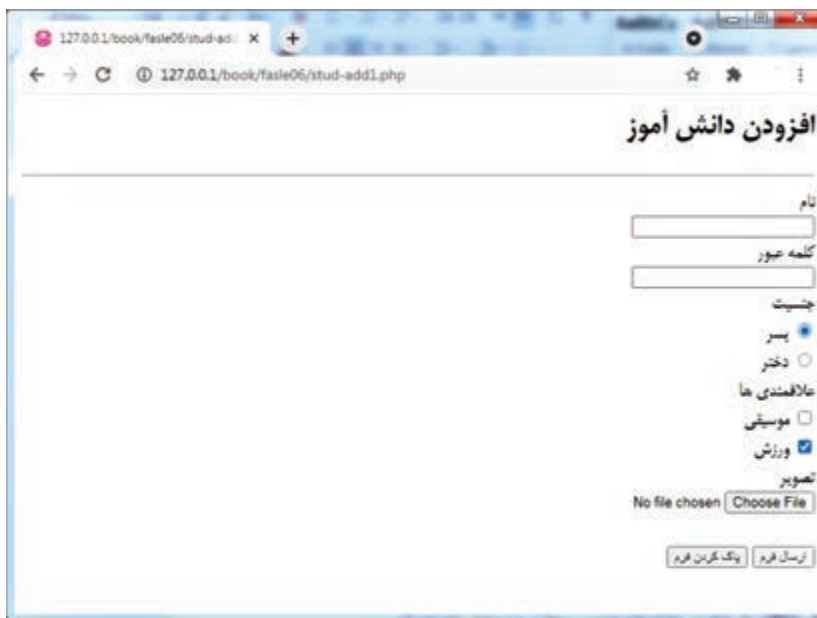 127.0.0.1/book/fasle06/stud-ad
127.0.0.1/book/fasle06/stud-add1.php
افزودن دانش آموز
نام
کلمه عبور
جنسیت
پسر
دختر
علاقمندی ها
موسیقی
ورزش
تصویر
Choose File No file chosen
ارسال فرم پاک کردن فرم